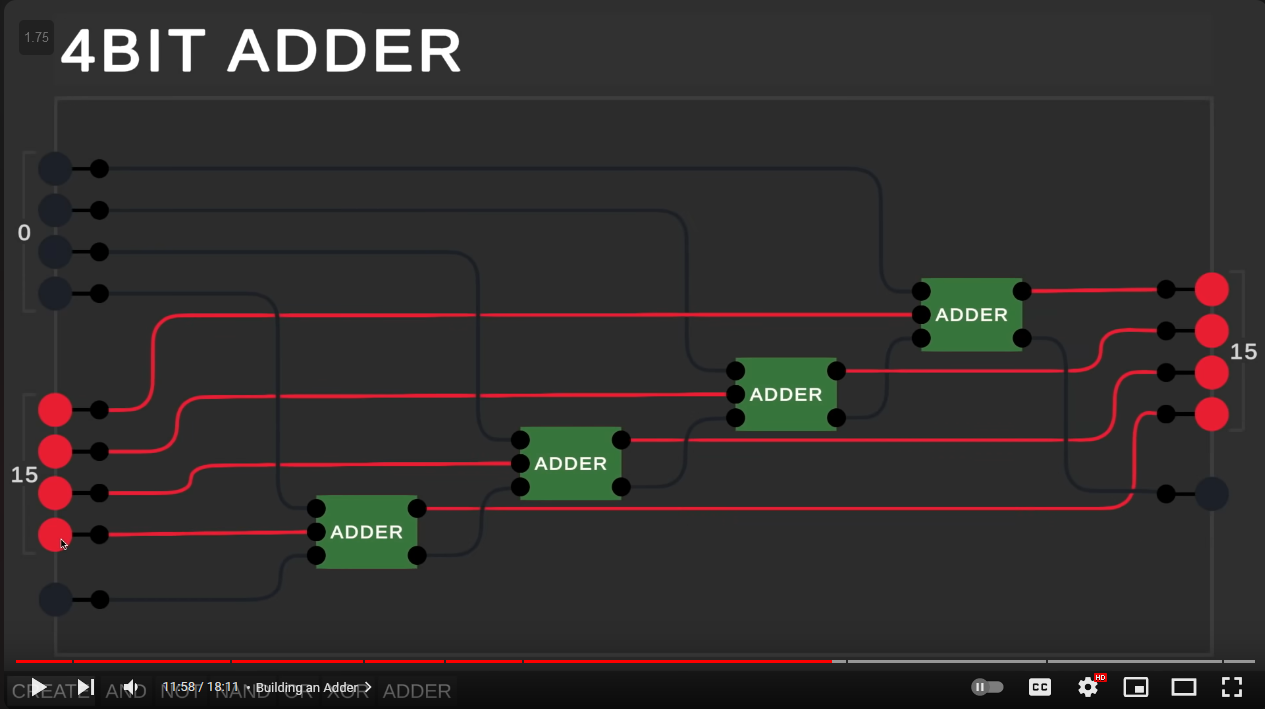 1.75
4BIT ADDER
0
15
ADDER
ADDER
15
ADDER
ADDER
CREATE AND NOT NAND OR XOR ADDER
11:58 / 18:11 • Building an Adder >
CC
HD